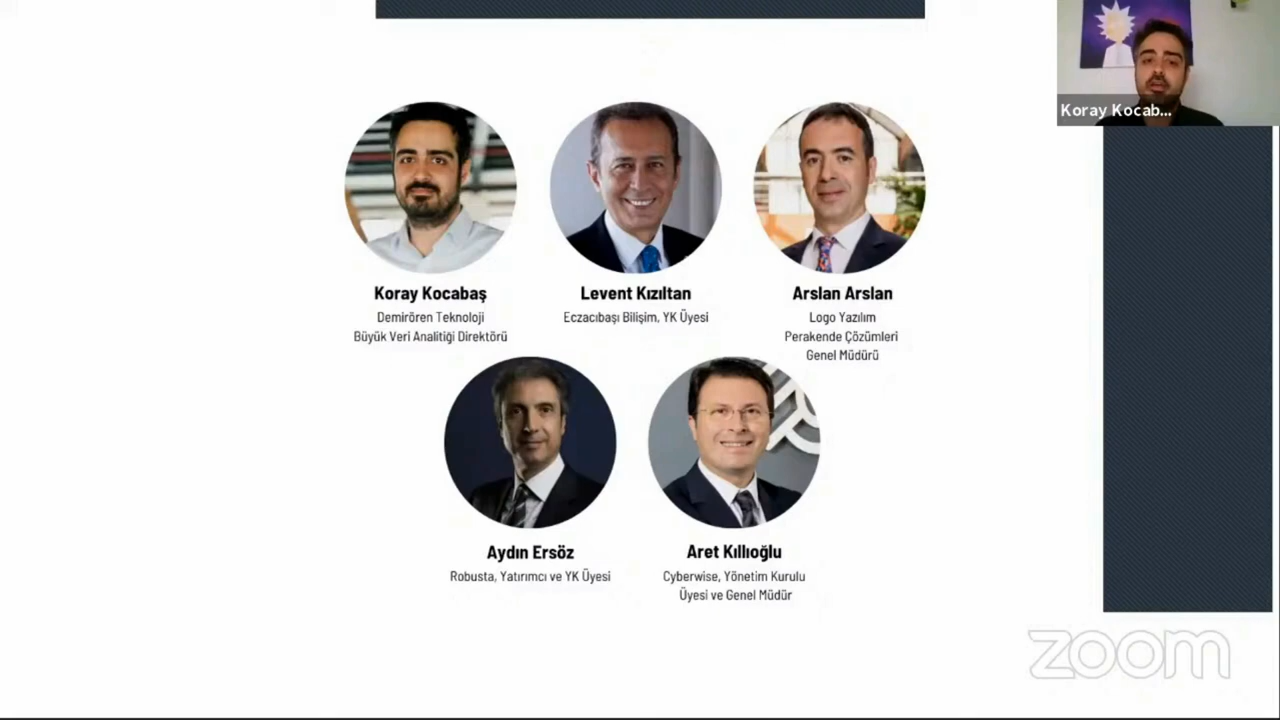 Koray Kocab...
Koray Kocabaş
Demirören Teknoloji
Büyük Veri Analitiği Direktörü
Levent Kızıltan
Eczacıbaşı Bilişim, YK Üyesi
Arslan Arslan
Logo Yazılım
Perakende Çözümleri
Genel Müdürü
Aydın Ersöz
Robusta, Yatırımcı ve YK Üyesi
Aret Kıllıoğlu
Cyberwise, Yönetim Kurulu
Üyesi ve Genel Müdür
zoom